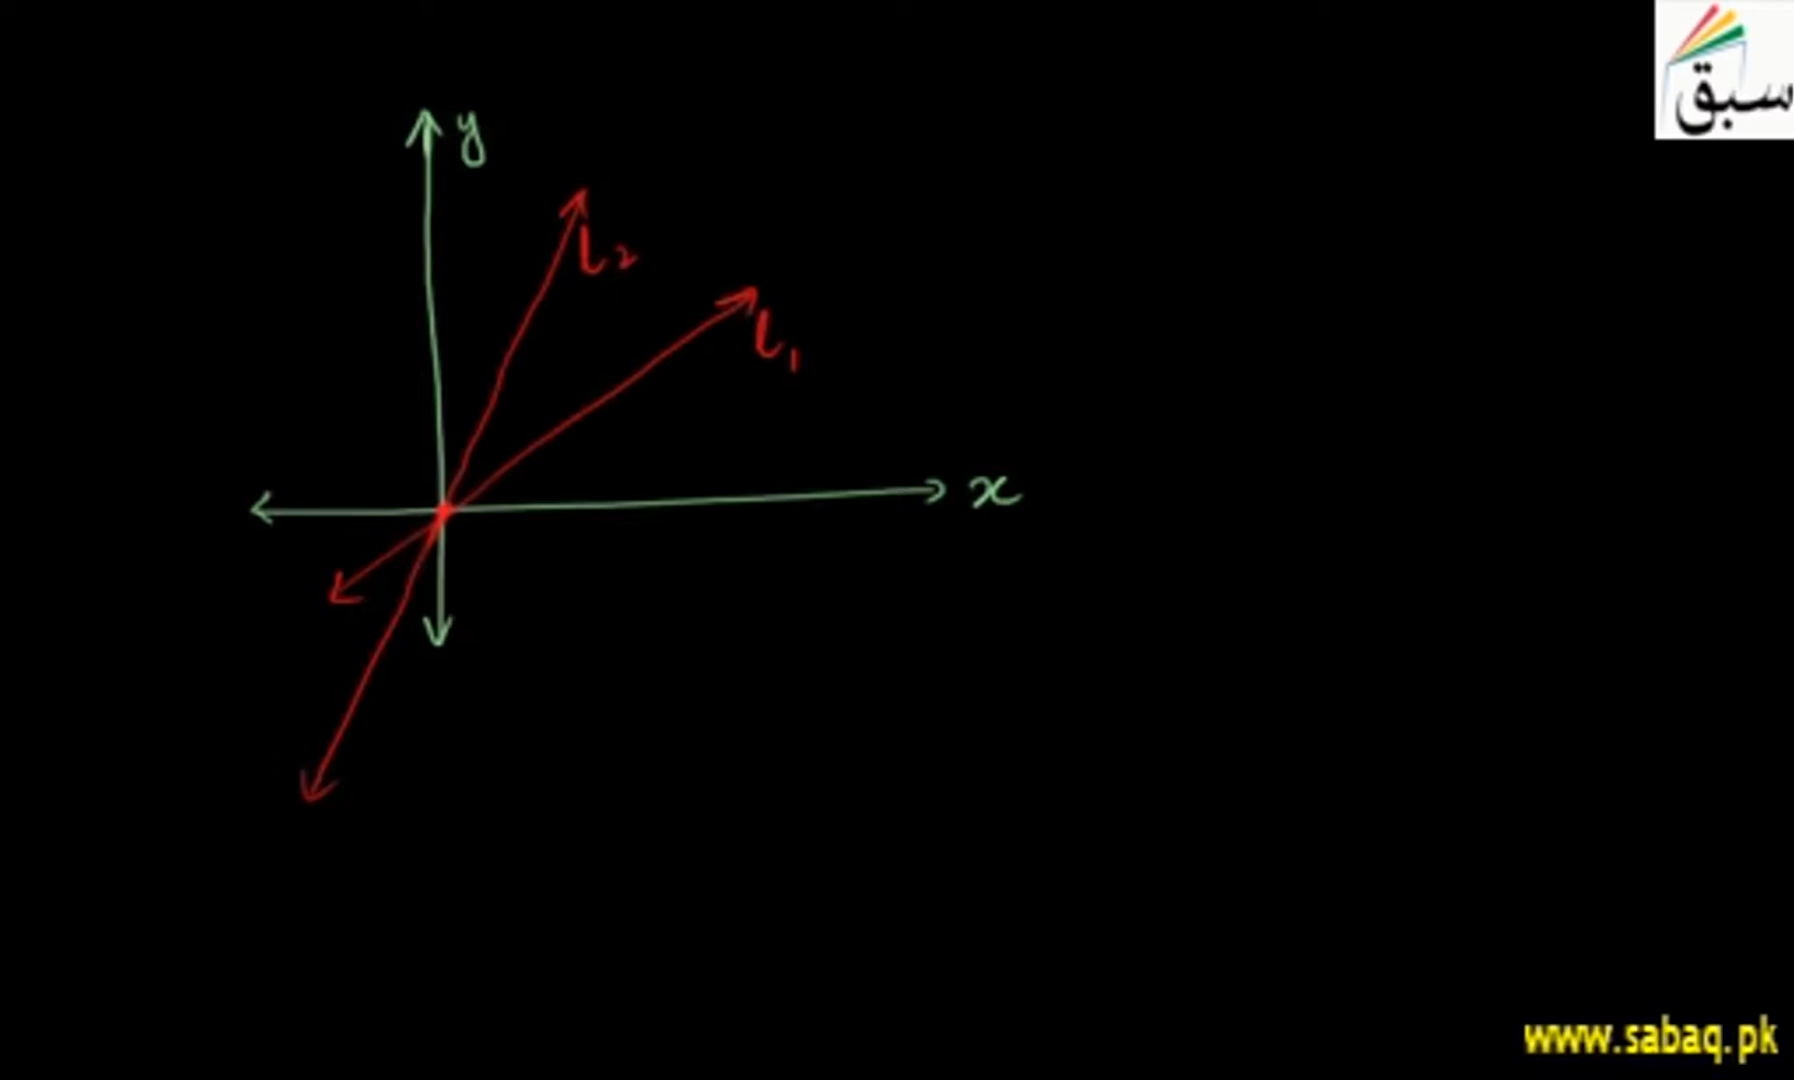 سبق
y
l₂
l₁
x
www.sabaq.pk